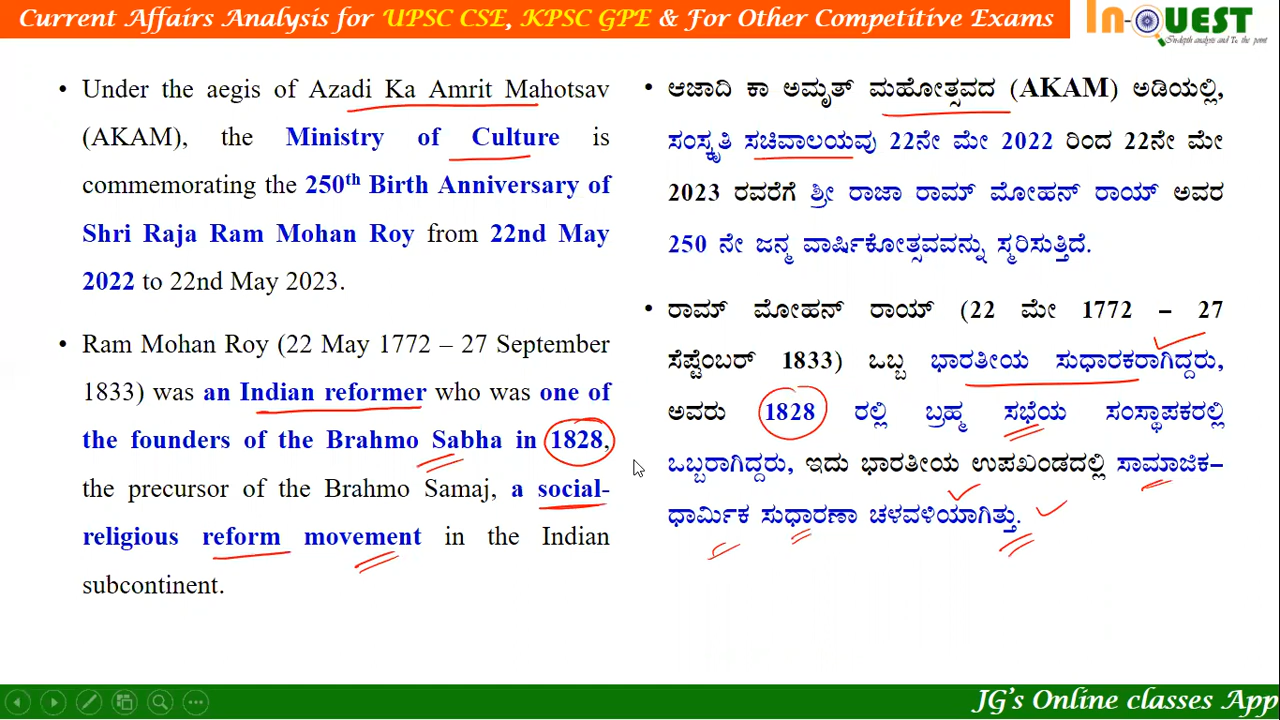 Current Affairs Analysis for UPSC CSE, KPSC GPE & For Other Competitive Exams
In-QUEST
In-depth analysis and To the point
• Under the aegis of Azadi Ka Amrit Mahotsav
(AKAM), the Ministry of Culture is
commemorating the 250th Birth Anniversary of
Shri Raja Ram Mohan Roy from 22nd May
2022 to 22nd May 2023.
• Ram Mohan Roy (22 May 1772 – 27 September
1833) was an Indian reformer who was one of
the founders of the Brahmo Sabha in 1828,
the precursor of the Brahmo Samaj, a social-
religious reform movement in the Indian
subcontinent.
• ಆಜಾದಿ ಕಾ ಅಮೃತ್ ಮಹೋತ್ಸವದ (AKAM) ಅಡಿಯಲ್ಲಿ,
ಸಂಸ್ಕೃತಿ ಸಚಿವಾಲಯವು 22ನೇ ಮೇ 2022 ರಿಂದ 22ನೇ ಮೇ
2023 ರವರೆಗೆ ಶ್ರೀ ರಾಜಾ ರಾಮ್ ಮೋಹನ್ ರಾಯ್ ಅವರ
250 ನೇ ಜನ್ಮ ವಾರ್ಷಿಕೋತ್ಸವವನ್ನು ಸ್ಮರಿಸುತ್ತಿದೆ.
• ರಾಮ್ ಮೋಹನ್ ರಾಯ್ (22 ಮೇ 1772 – 27
ಸೆಪ್ಟೆಂಬರ್ 1833) ಒಬ್ಬ ಭಾರತೀಯ ಸುಧಾರಕರಾಗಿದ್ದರು,
ಅವರು 1828 ರಲ್ಲಿ ಬ್ರಹ್ಮ ಸಭೆಯ ಸಂಸ್ಥಾಪಕರಲ್ಲಿ
ಒಬ್ಬರಾಗಿದ್ದರು, ಇದು ಭಾರತೀಯ ಉಪಖಂಡದಲ್ಲಿ ಸಾಮಾಜಿಕ-
ಧಾರ್ಮಿಕ ಸುಧಾರಣಾ ಚಳವಳಿಯಾಗಿತ್ತು.
JG's Online classes App